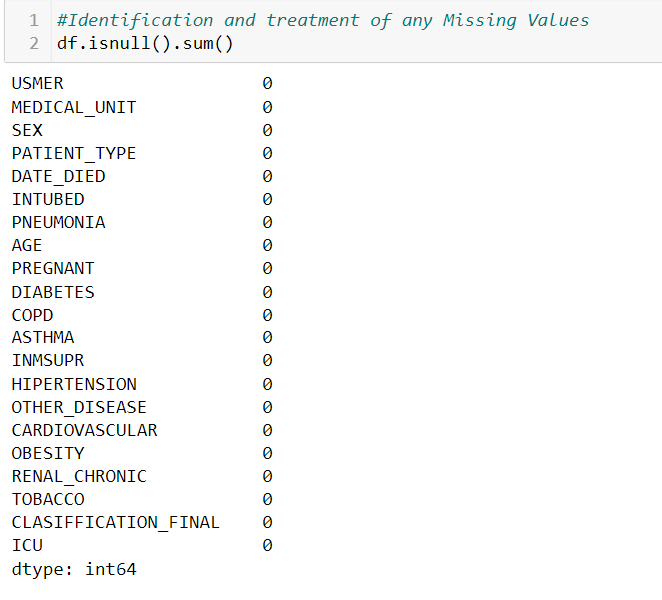 1 #Identification and treatment of any Missing Values
2 df.isnull().sum()
USMER 0
MEDICAL_UNIT 0
SEX 0
PATIENT_TYPE 0
DATE_DIED 0
INTUBED 0
PNEUMONIA 0
AGE 0
PREGNANT 0
DIABETES 0
COPD 0
ASTHMA 0
INMSUPR 0
HIPERTENSION 0
OTHER_DISEASE 0
CARDIOVASCULAR 0
OBESITY 0
RENAL_CHRONIC 0
TOBACCO 0
CLASIFFICATION_FINAL 0
ICU 0
dtype: int64